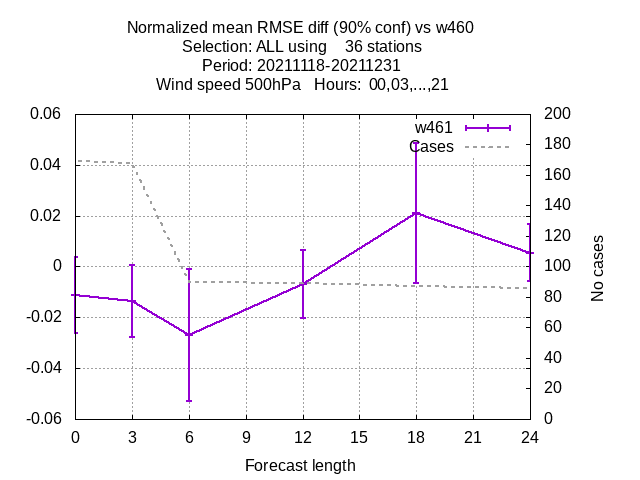 Normalized mean RMSE diff (90% conf) vs w460
Selection: ALL using    36 stations
Period: 20211118-20211231
Wind speed 500hPa   Hours:  00,03,...,21
0.06
0.04
0.02
0
-0.02
-0.04
-0.06
w461
Cases
200
180
160
140
120
100
80
60
40
20
0
No cases
0 3 6 9 12 15 18 21 24
Forecast length